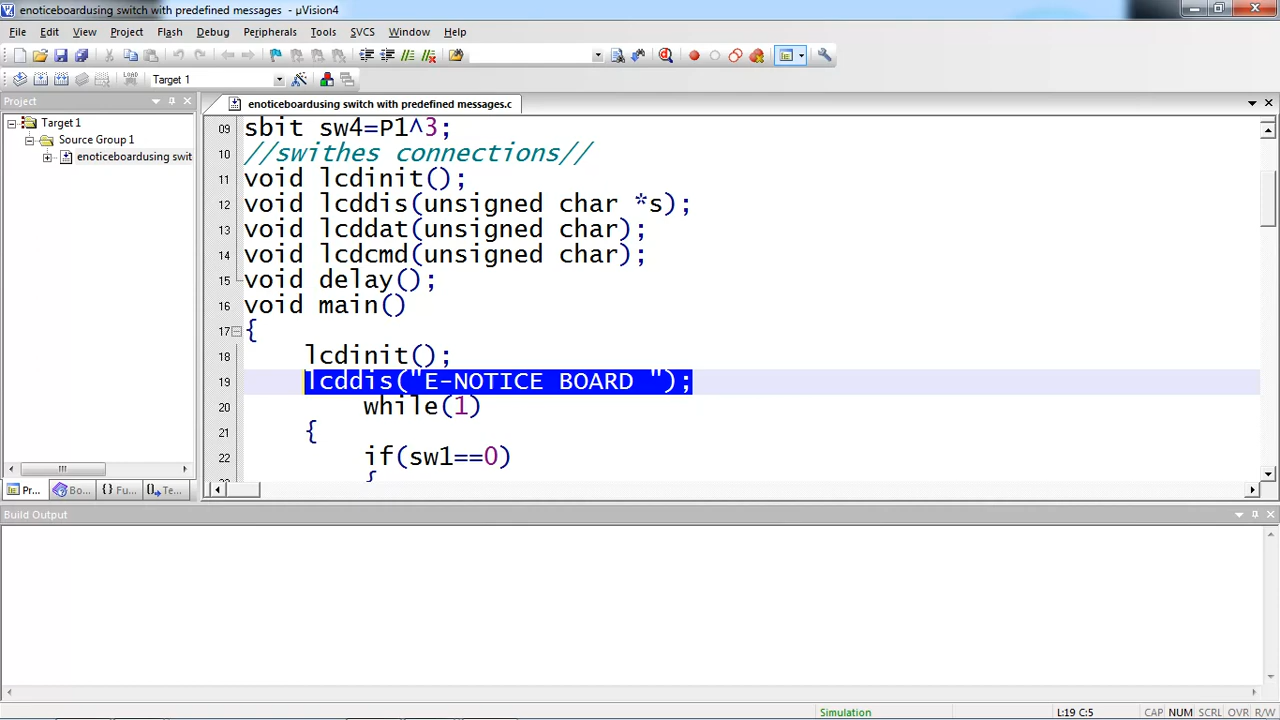 enoticeboardusing switch with predefined messages - µVision4
File Edit View Project Flash Debug Peripherals Tools SVCS Window Help
LOAD Target 1
Project
enoticeboardusing switch with predefined messages.c
Target 1
Source Group 1
enoticeboardusing swit
09 sbit sw4=P1^3;
10 //swithes connections//
11 void lcdinit();
12 void lcddis(unsigned char *s);
13 void lcddat(unsigned char);
14 void lcdcmd(unsigned char);
15 void delay();
16 void main()
17 {
18 lcdinit();
19 lcddis("E-NOTICE BOARD ");
20 while(1)
21 {
22 if(sw1==0)
{
Pr... Bo... {} Fu... Te...
Build Output
Simulation L:19 C:5 CAP NUM SCRL OVR R/W